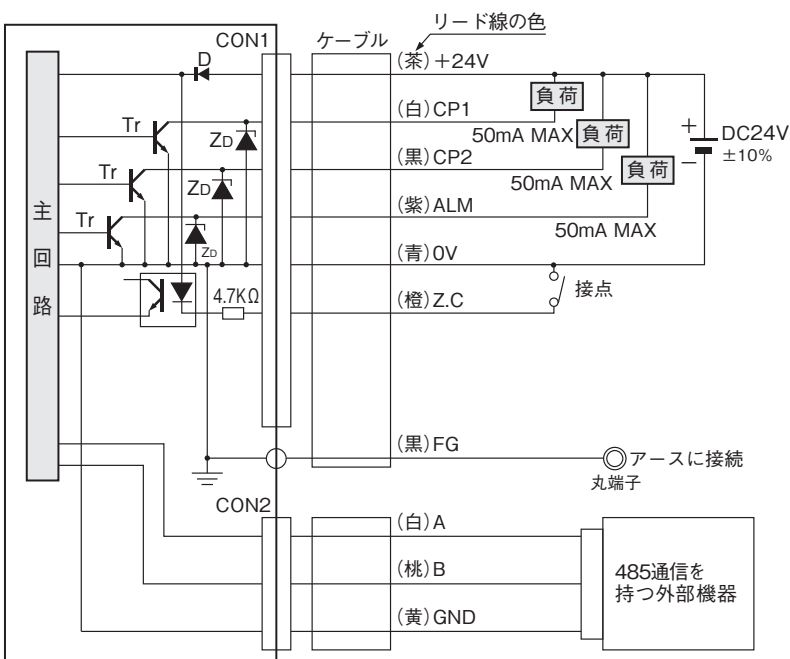 リード線の色
CON1
ケーブル
D
(茶)+24V
(白)CP1
負荷
Tr
ZD
50mA MAX
負荷
+
DC24V
±10%
−
(黒)CP2
Tr
ZD
50mA MAX
負荷
(紫)ALM
Tr
ZD
50mA MAX
主回路
(青)0V
4.7KΩ
接点
(橙)Z.C
(黒)FG
アースに接続
丸端子
CON2
(白)A
(桃)B
485通信を
持つ外部機器
(黄)GND